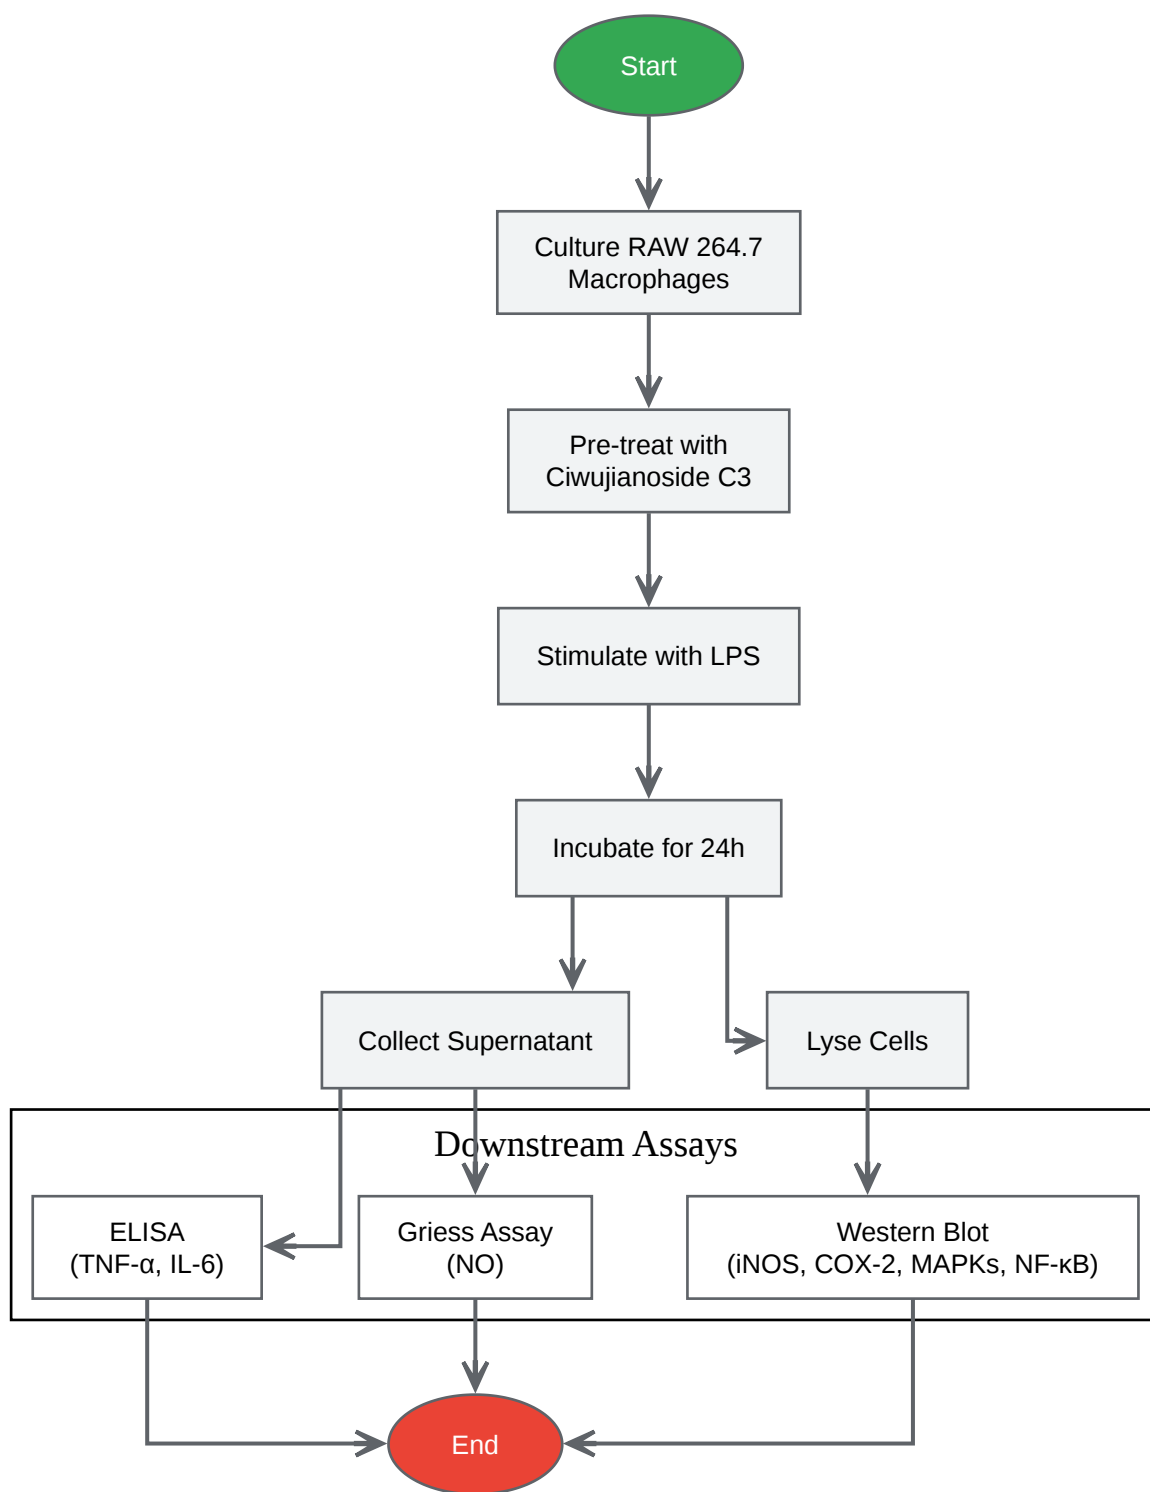 Start
Culture RAW 264.7
Macrophages
Pre-treat with
Ciwujianoside C3
Stimulate with LPS
Incubate for 24h
Collect Supernatant
Lyse Cells
Downstream Assays
ELISA
(TNF-α, IL-6)
Griess Assay
(NO)
Western Blot
(iNOS, COX-2, MAPKs, NF-κB)
End